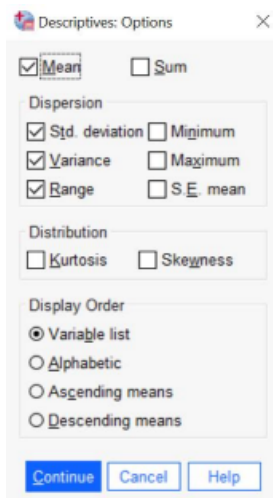 Descriptives: Options
Mean Sum
Dispersion
Std. deviation Minimum
Variance Maximum
Range S.E. mean
Distribution
Kurtosis Skewness
Display Order
Variable list
Alphabetic
Ascending means
Descending means
Continue Cancel Help